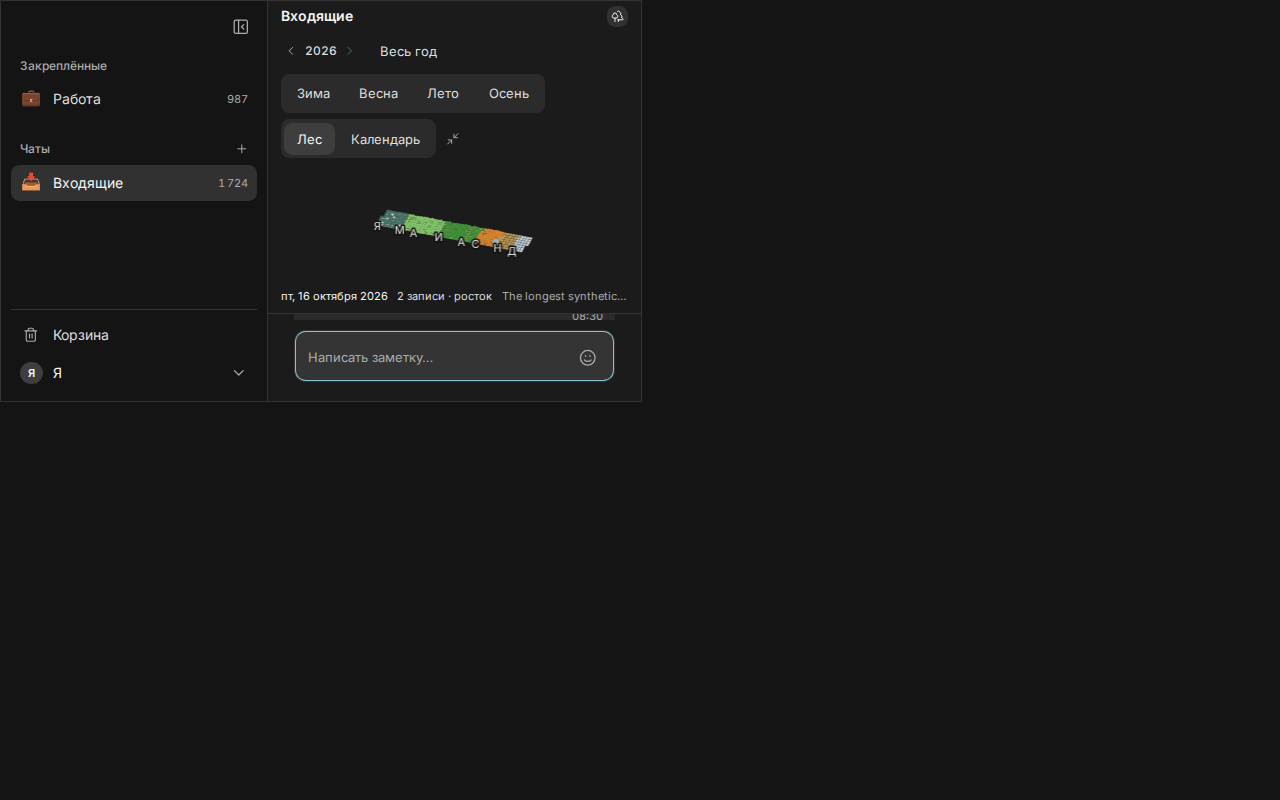 Закреплённые
Работа 987
Чаты
Входящие 1 724
Корзина
Я Я
Входящие
2026 Весь год
Зима Весна Лето Осень
Лес Календарь
Я М А И А С Н Д
пт, 16 октября 2026 2 записи · росток The longest synthetic...
08:30
Написать заметку...